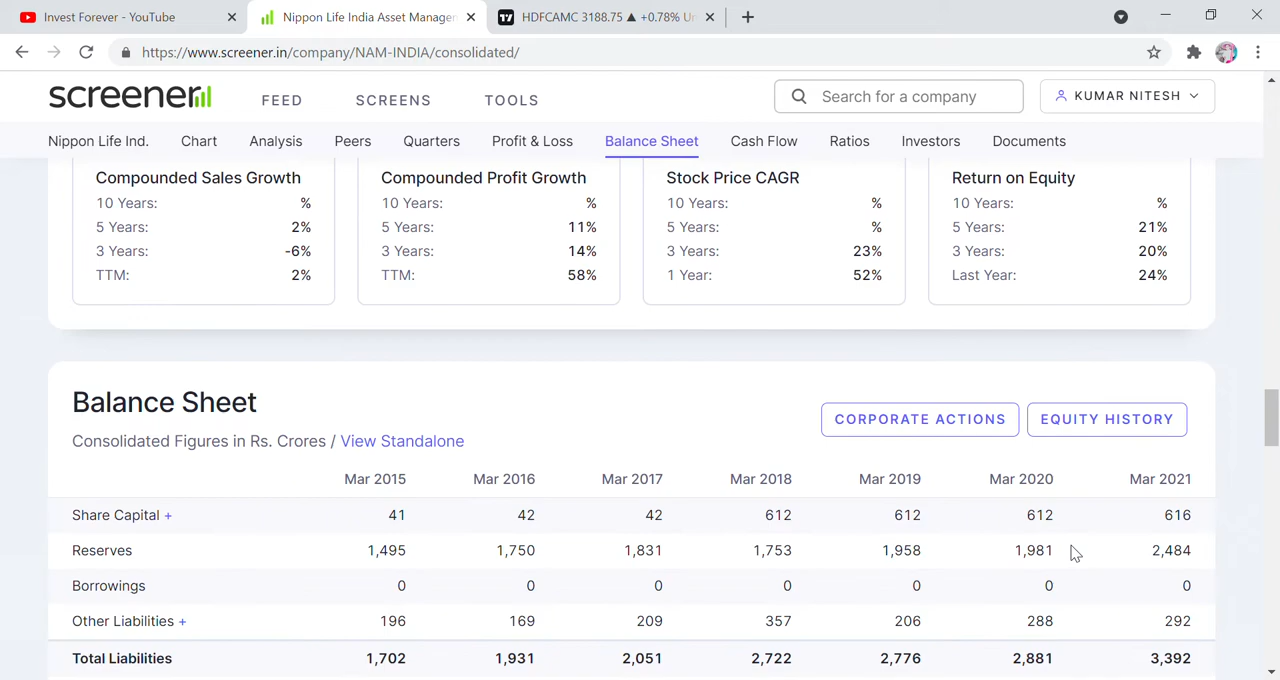 Invest Forever - YouTube
Nippon Life India Asset Manager
HDFCAMC 3188.75 ▲ +0.78% Un
https://www.screener.in/company/NAM-INDIA/consolidated/
screener
FEED SCREENS TOOLS
Search for a company
KUMAR NITESH
Nippon Life Ind. Chart Analysis Peers Quarters Profit & Loss Balance Sheet Cash Flow Ratios Investors Documents
Compounded Sales Growth
10 Years: %
5 Years: 2%
3 Years: -6%
TTM: 2%
Compounded Profit Growth
10 Years: %
5 Years: 11%
3 Years: 14%
TTM: 58%
Stock Price CAGR
10 Years: %
5 Years: %
3 Years: 23%
1 Year: 52%
Return on Equity
10 Years: %
5 Years: 21%
3 Years: 20%
Last Year: 24%
Balance Sheet
Consolidated Figures in Rs. Crores / View Standalone
CORPORATE ACTIONS
EQUITY HISTORY
Mar 2015 Mar 2016 Mar 2017 Mar 2018 Mar 2019 Mar 2020 Mar 2021
Share Capital + 41 42 42 612 612 612 616
Reserves 1,495 1,750 1,831 1,753 1,958 1,981 2,484
Borrowings 0 0 0 0 0 0 0
Other Liabilities + 196 169 209 357 206 288 292
Total Liabilities 1,702 1,931 2,051 2,722 2,776 2,881 3,392